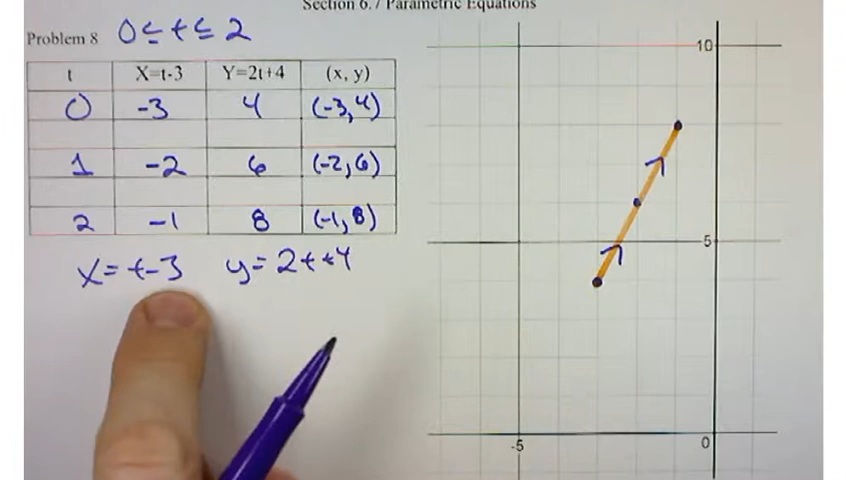 Section 6.7 Parametric Equations
Problem 8 0≤t≤2
t X=t-3 Y=2t+4 (x, y)
0 -3 4 (-3,4)
1 -2 6 (-2,6)
2 -1 8 (-1,8)
x=t-3 y=2t+4
10
5
-5 0